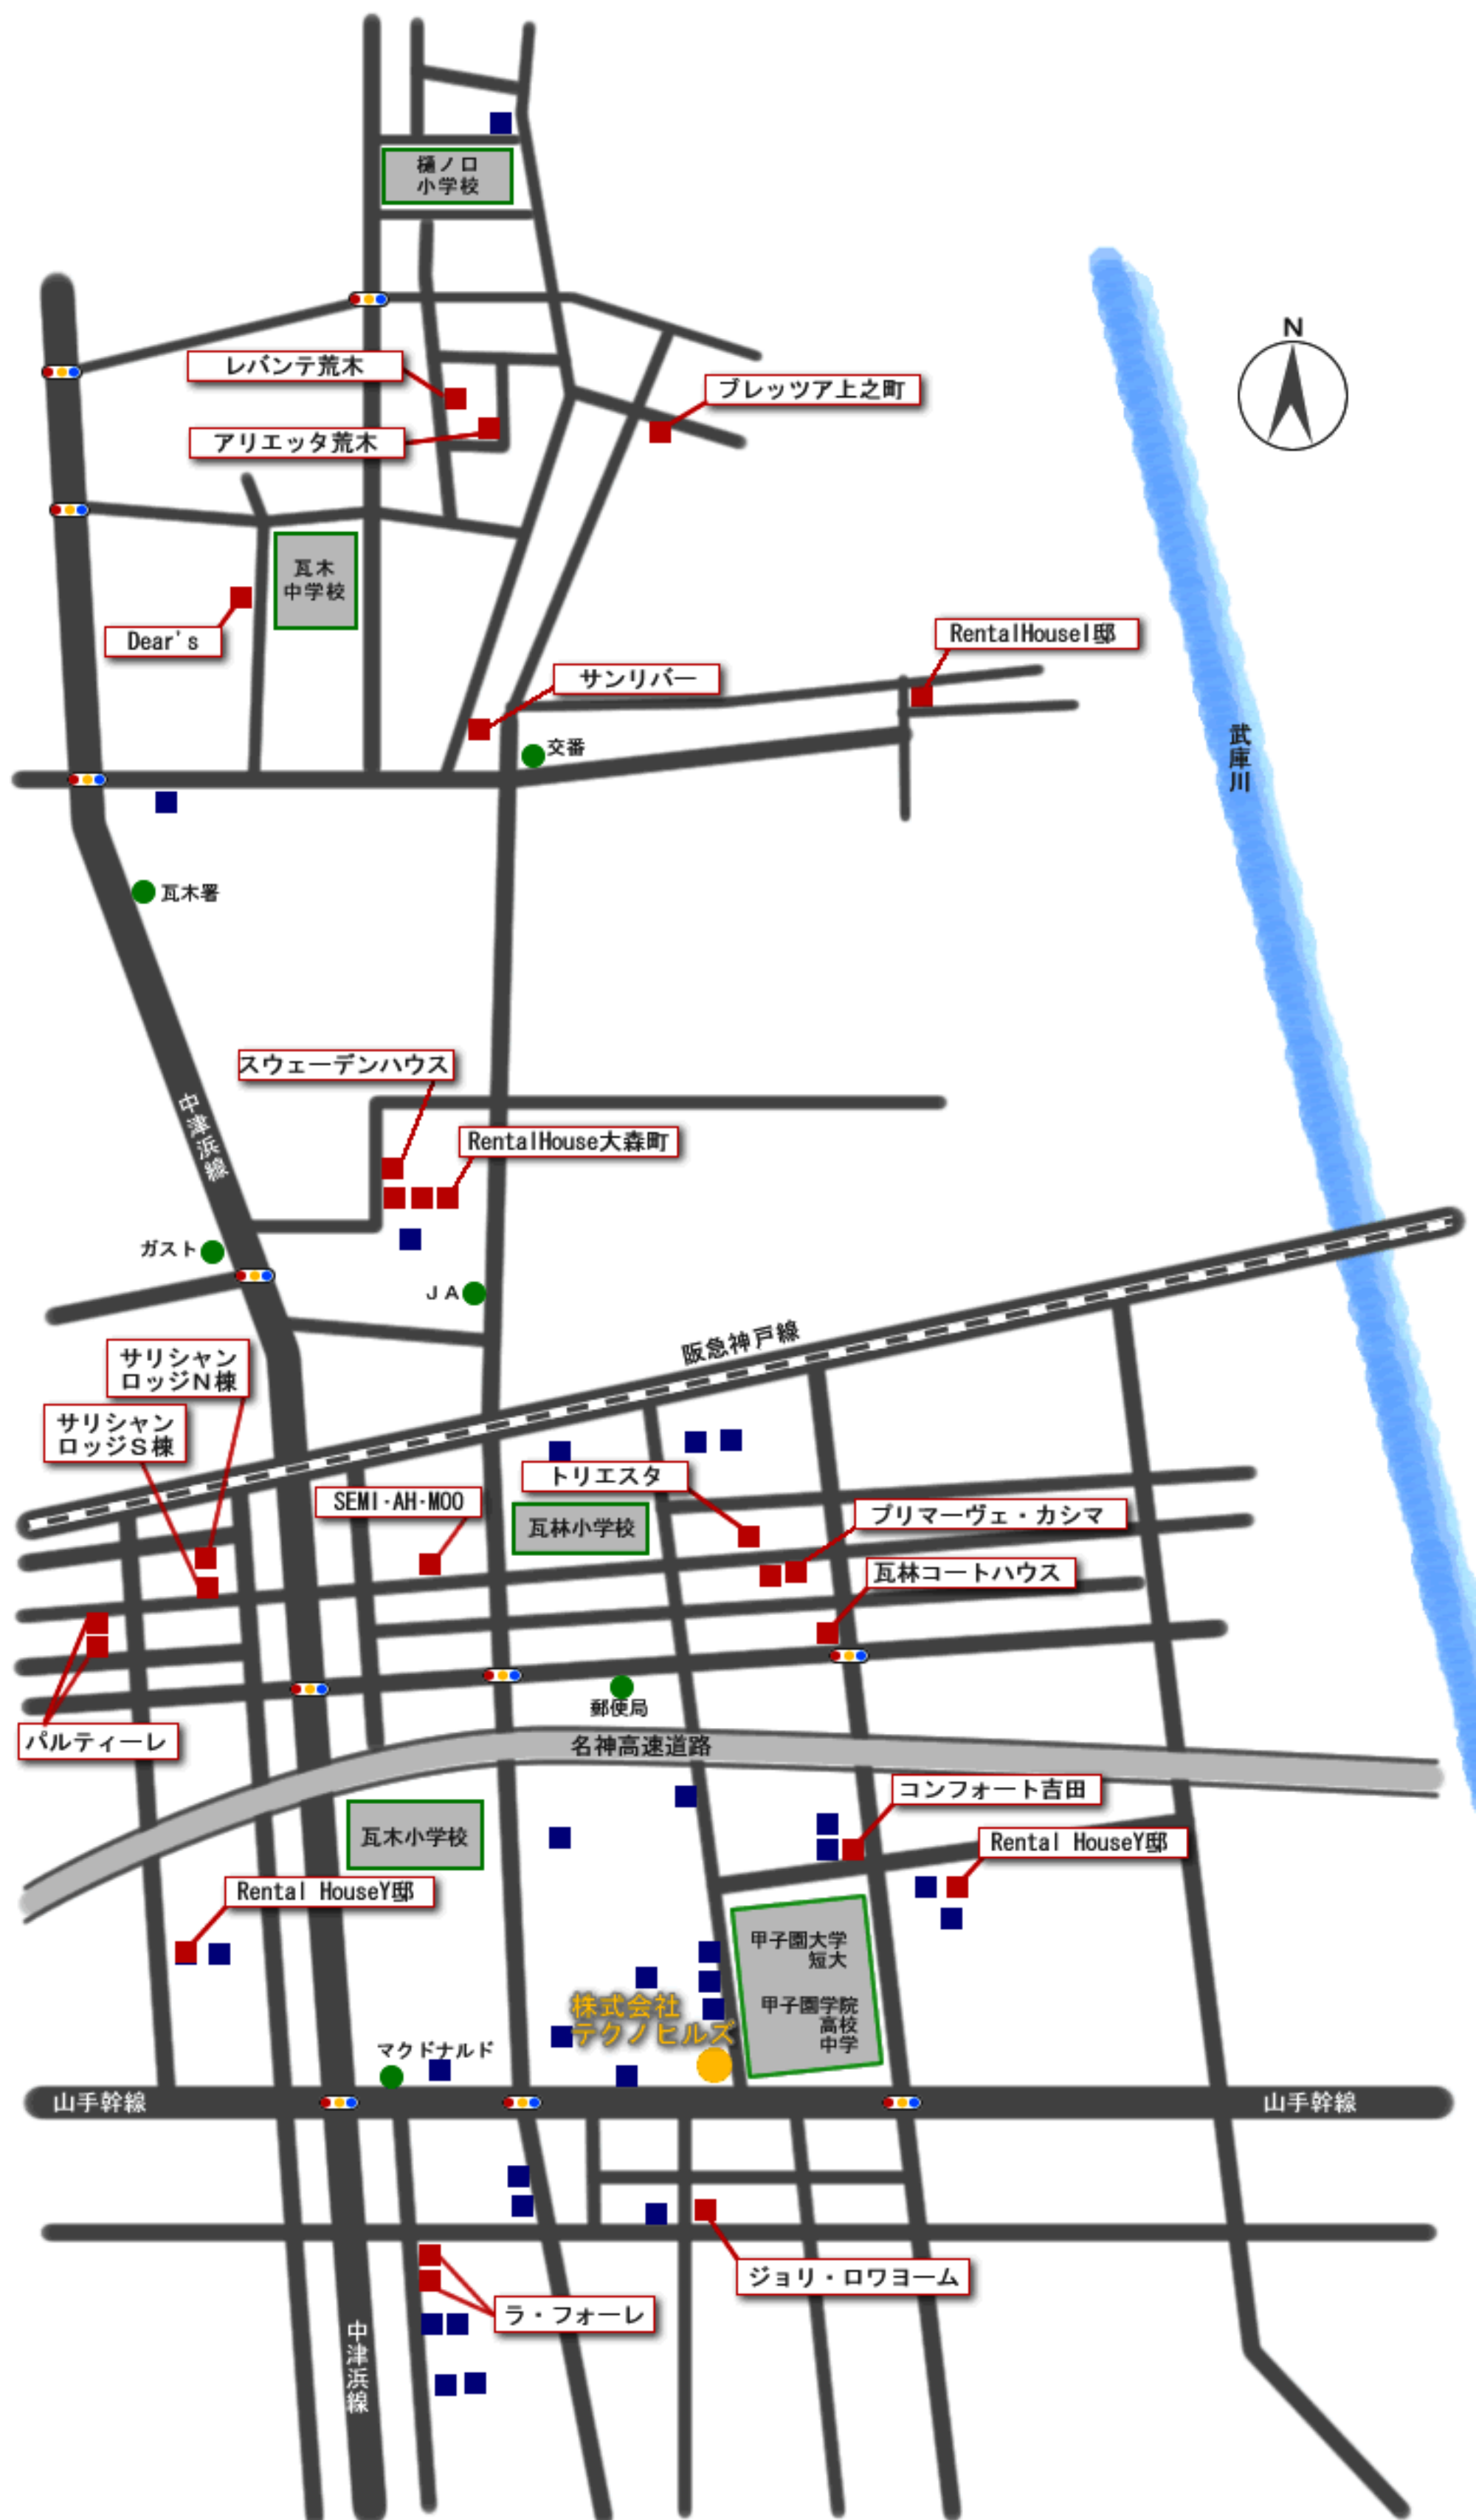 樋ノ口
小学校
N
レバンテ荒木
ブレッツア上之町
アリエッタ荒木
瓦木
中学校
Dear's
RentalHouseI邸
サンリバー
交番
武庫川
瓦木署
スウェーデンハウス
中津浜線
RentalHouse大森町
ガスト
JA
阪急神戸線
サリシャン
ロッジN棟
サリシャン
ロッジS棟
トリエスタ
SEMI-AH-MOO
プリマーヴェ・カシマ
瓦林小学校
瓦林コートハウス
郵便局
パルティーレ
名神高速道路
コンフォート吉田
瓦木小学校
Rental HouseY邸
Rental HouseY邸
甲子園大学
短大
甲子園学院
高校
中学
株式会社
テクノヒルズ
マクドナルド
山手幹線
山手幹線
ジョリ・ロワヨーム
ラ・フォーレ
中津浜線